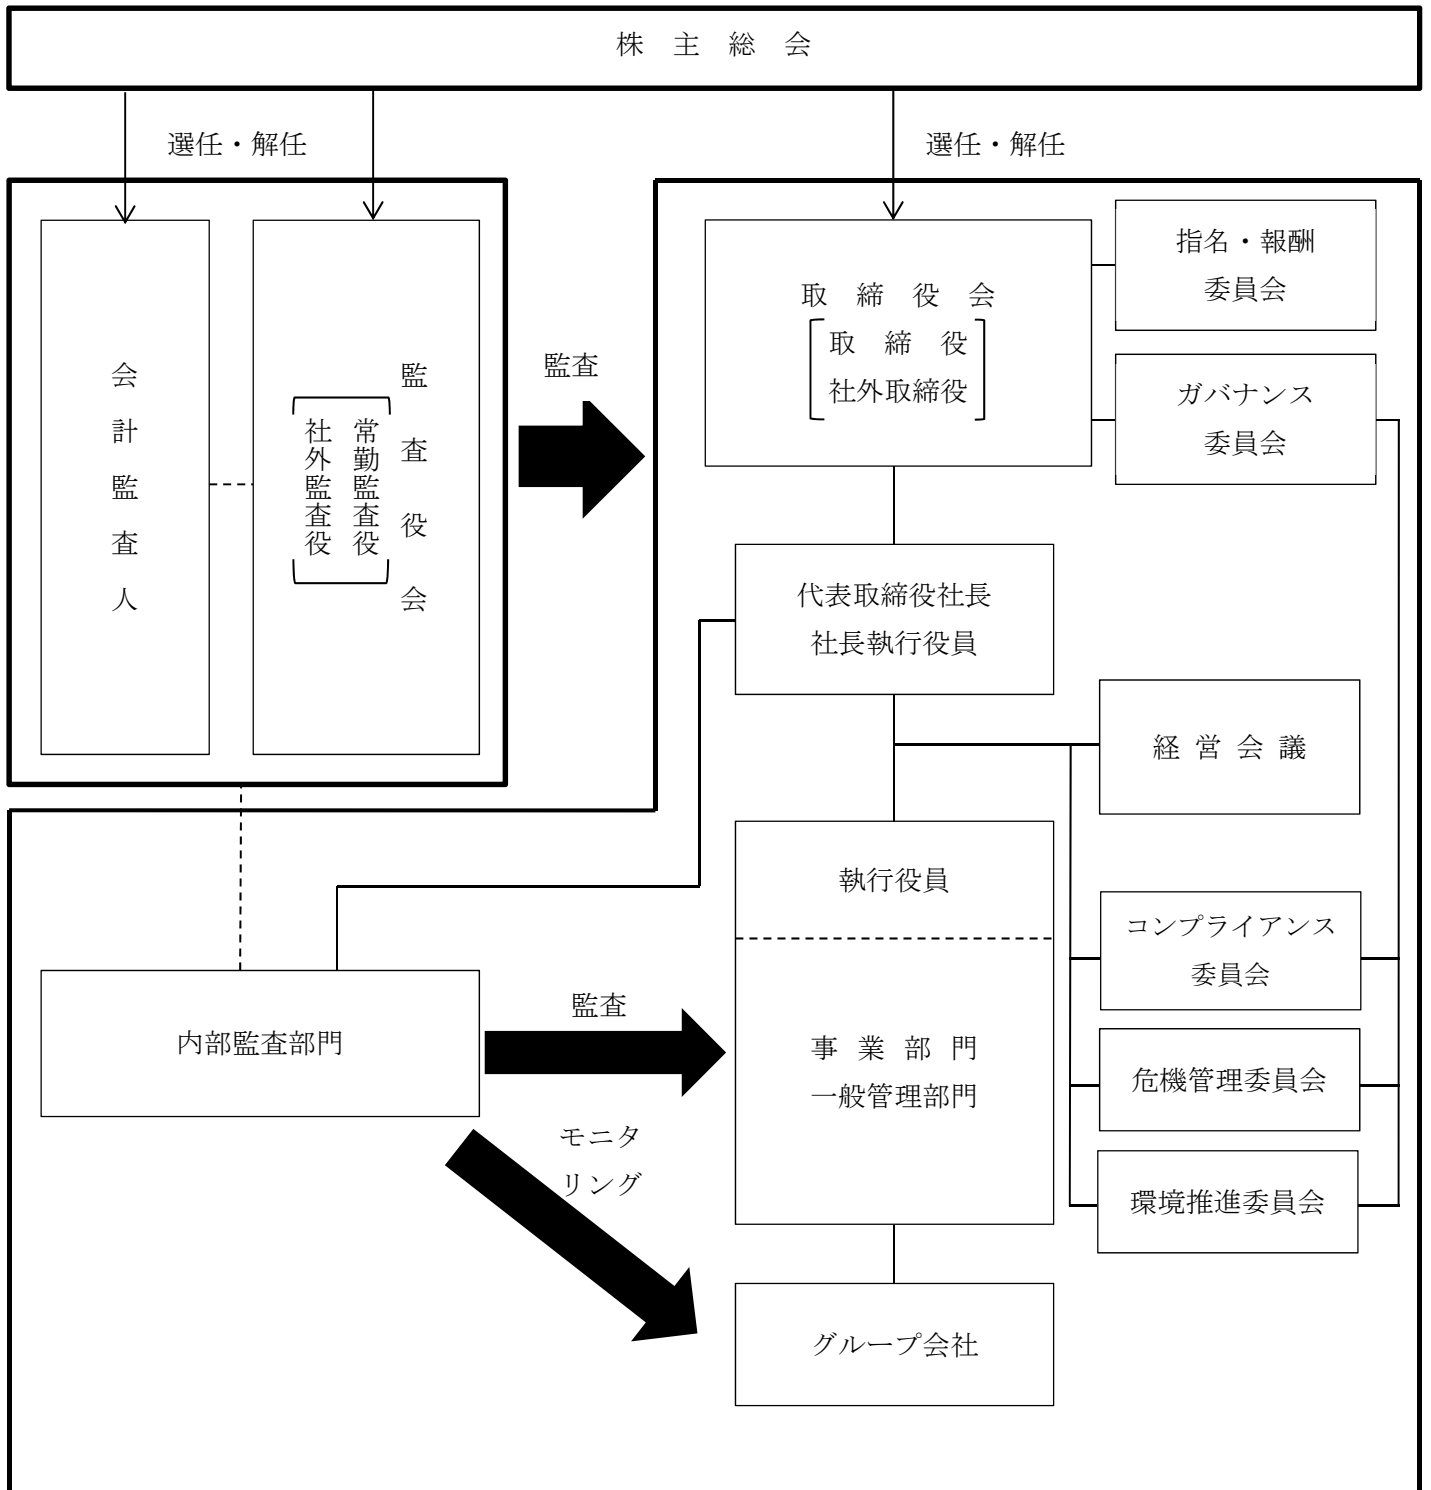 株 主 総 会
選任・解任
選任・解任
会計監査人
監査役会
常勤監査役
社外監査役
監査
取 締 役 会
取 締 役
社外取締役
指名・報酬
委員会
ガバナンス
委員会
代表取締役社長
社長執行役員
経 営 会 議
執行役員
コンプライアンス
委員会
内部監査部門
監査
事 業 部 門
一般管理部門
危機管理委員会
モニタ
リング
環境推進委員会
グループ会社